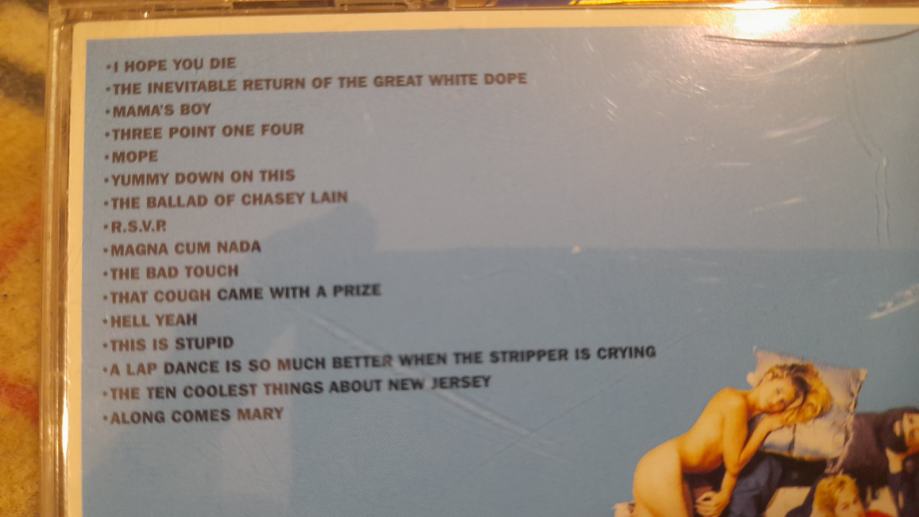 •I HOPE YOU DIE
•THE INEVITABLE RETURN OF THE GREAT WHITE DOPE
•MAMA'S BOY
•THREE POINT ONE FOUR
•MOPE
•YUMMY DOWN ON THIS
•THE BALLAD OF CHASEY LAIN
•R.S.V.P.
•MAGNA CUM NADA
•THE BAD TOUCH
•THAT COUGH CAME WITH A PRIZE
•HELL YEAH
•THIS IS STUPID
•A LAP DANCE IS SO MUCH BETTER WHEN THE STRIPPER IS CRYING
•THE TEN COOLEST THINGS ABOUT NEW JERSEY
•ALONG COMES MARY